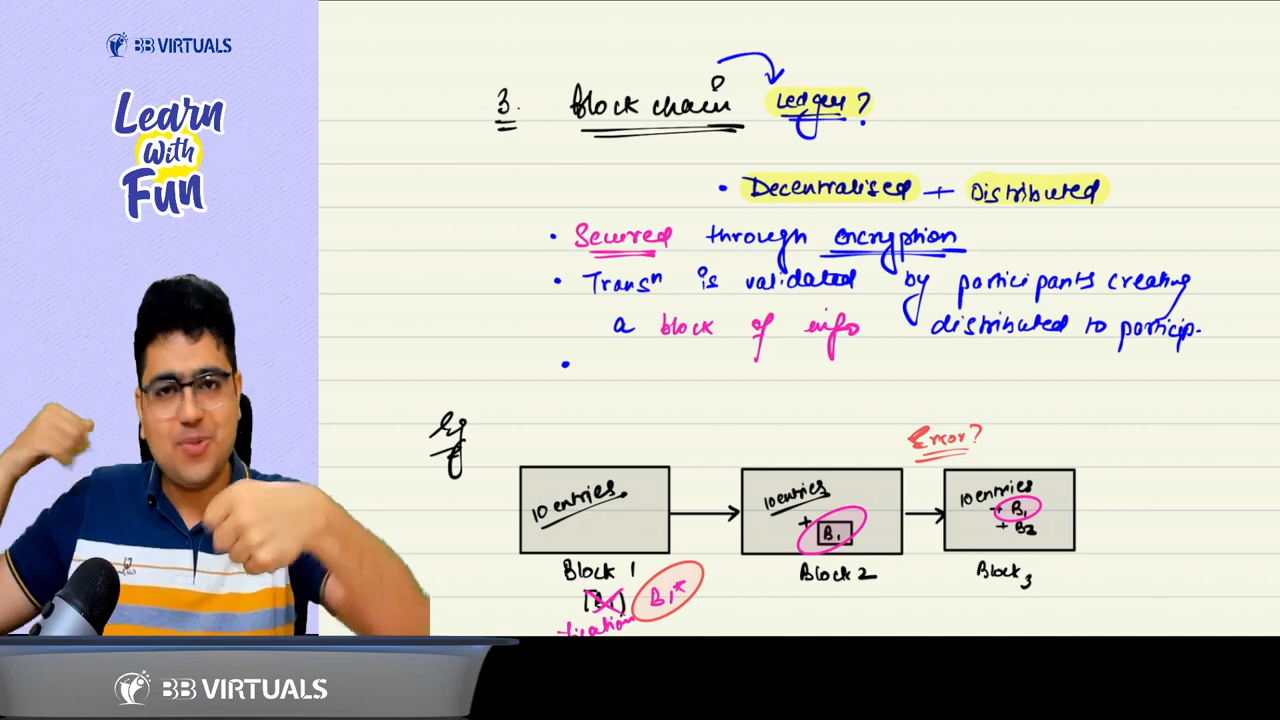 BB VIRTUALS
Learn
With
Fun
3. Blockchain Ledger?
• Decentralised + Distributed
• Secured through encryption
• Transn is validated by participants creating
a block of info distributed to particip.
•
Eg
Error?
10 entries
10 entries
+ B1
10 entries
+ B1
+ B2
Block 1
Block 2
Block 3
B1*
BB VIRTUALS